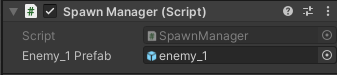 # Spawn Manager (Script)
Script # SpawnManager
Enemy_1 Prefab enemy_1